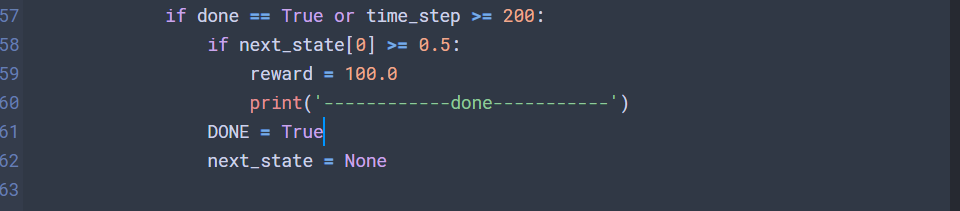 57 if done == True or time_step >= 200:
58 if next_state[0] >= 0.5:
59 reward = 100.0
60 print('------------done-----------')
61 DONE = True
62 next_state = None
63